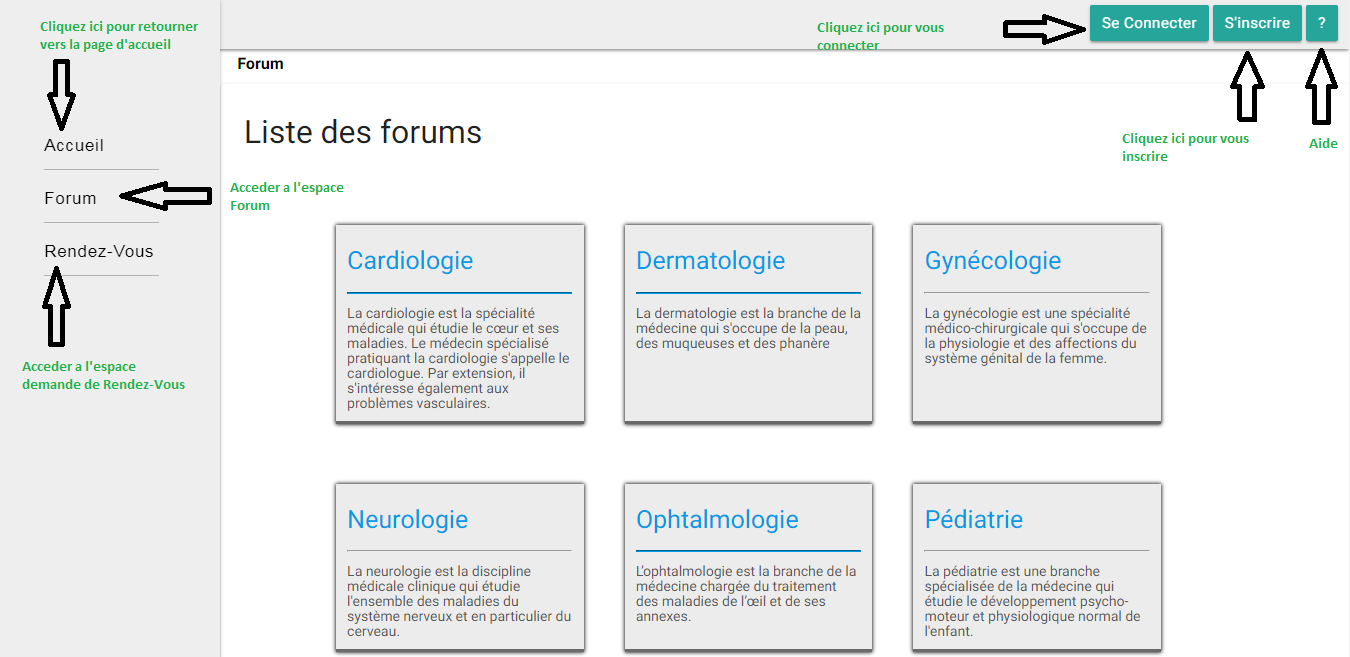 Cliquez ici pour retourner
vers la page d'accueil
Accueil
Forum
Rendez-Vous
Acceder a l'espace
demande de Rendez-Vous
Cliquez ici pour vous
connecter
Se Connecter
S'inscrire
?
Cliquez ici pour vous
inscrire
Aide
Forum
Liste des forums
Acceder a l'espace
Forum
Cardiologie
La cardiologie est la spécialité
médicale qui étudie le cœur et ses
maladies. Le médecin spécialisé
pratiquant la cardiologie s'appelle le
cardiologue. Par extension, il
s'intéresse également aux
problèmes vasculaires.
Dermatologie
La dermatologie est la branche de la
médecine qui s'occupe de la peau,
des muqueuses et des phanère
Gynécologie
La gynécologie est une spécialité
médico-chirurgicale qui s'occupe de
la physiologie et des affections du
système génital de la femme.
Neurologie
La neurologie est la discipline
médicale clinique qui étudie
l'ensemble des maladies du
système nerveux et en particulier du
cerveau.
Ophtalmologie
L’ophtalmologie est la branche de la
médecine chargée du traitement
des maladies de l’œil et de ses
annexes.
Pédiatrie
La pédiatrie est une branche
spécialisée de la médecine qui
étudie le développement psycho-
moteur et physiologique normal de
l'enfant.